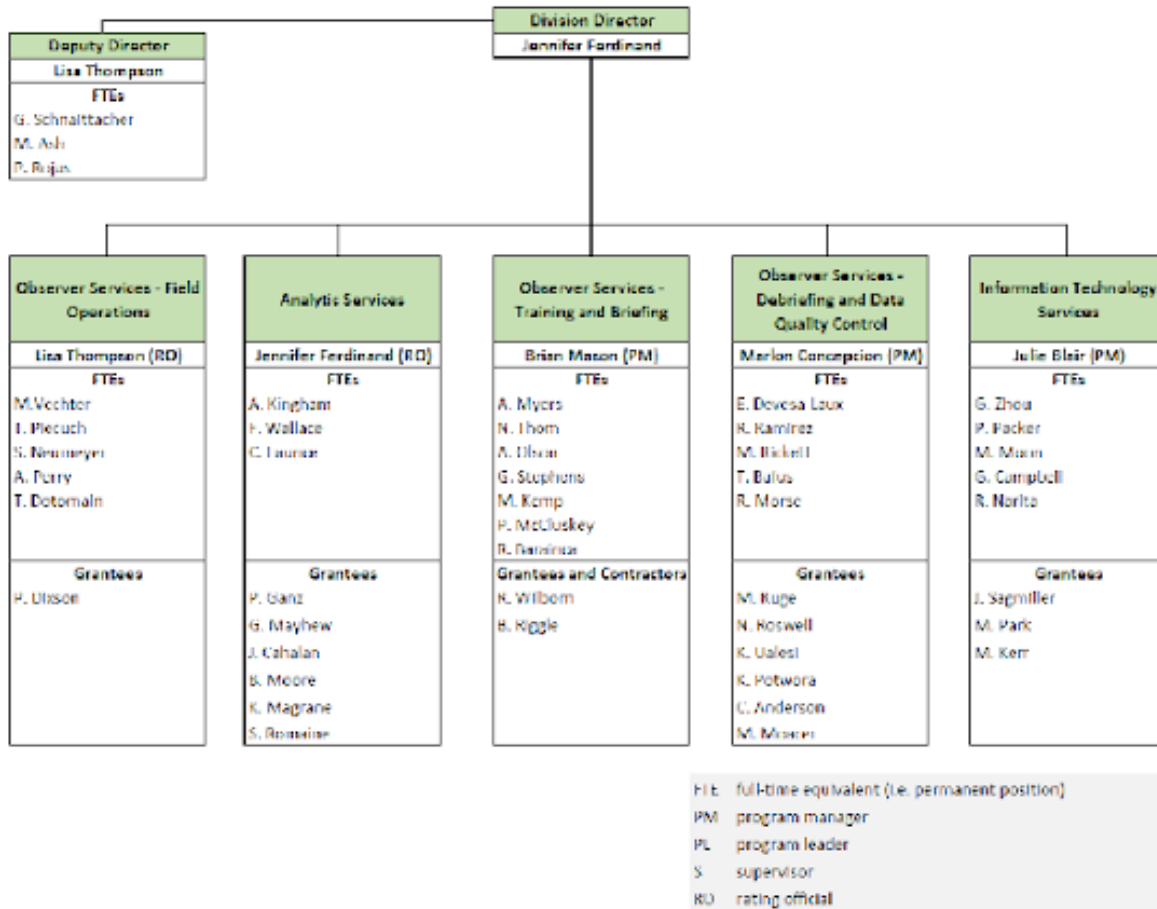 Division Director
Jennifer Ferdinand
Deputy Director
Lisa Thompson
FTEs
G. Schnaittacher
M. Ash
P. Rojas
Observer Services - Field
Operations
Lisa Thompson (RO)
FTEs
M.Vechter
T. Plecuch
S. Neumeyer
A. Perry
T. Dotomain
Grantees
P. Dixson
Analytic Services
Jennifer Ferdinand (RO)
FTEs
A. Kingham
F. Wallace
C.
Grantees
P. Ganz
G. Mayhew
J. Cahalan
B. Moore
K. Magrane
S. Romaine
Observer Services -
Training and Briefing
Brian Mason (PM)
FTEs
A. Myers
N. Thom
A. Olson
G. Stephens
M. Kemp
P. McCluskey
R.
Grantees and Contractors
R. Wilborn
B. Riggle
Observer Services -
Debriefing and Data
Quality Control
Marlon Concepcion (PM)
FTEs
E. Devesa Laux
R. Ramirez
M. Rickett
T.
R. Morse
Grantees
M. Kuge
N. Roswell
K. Ualesi
K. Potwora
C. Anderson
M.
Information Technology
Services
Julie Blair (PM)
FTEs
G. Zhou
P. Packer
M. Moon
G. Campbell
R. Narita
Grantees
J. Sagmiller
M. Park
M. Kerr
FTE full-time equivalent (i.e. permanent position)
PM program manager
PL program leader
S supervisor
RO rating official